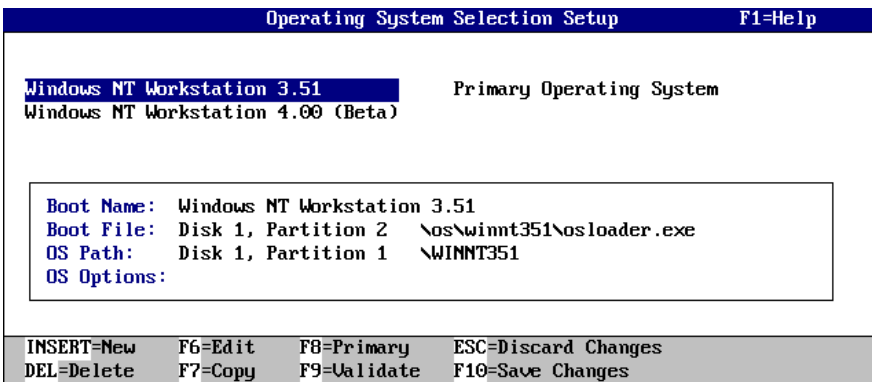 Operating System Selection Setup F1=Help
Windows NT Workstation 3.51 Primary Operating System
Windows NT Workstation 4.00 (Beta)
Boot Name: Windows NT Workstation 3.51
Boot File: Disk 1, Partition 2 \os\winnt351\osloader.exe
OS Path: Disk 1, Partition 1 \WINNT351
OS Options:
INSERT=New F6=Edit F8=Primary ESC=Discard Changes
DEL=Delete F7=Copy F9=Validate F10=Save Changes